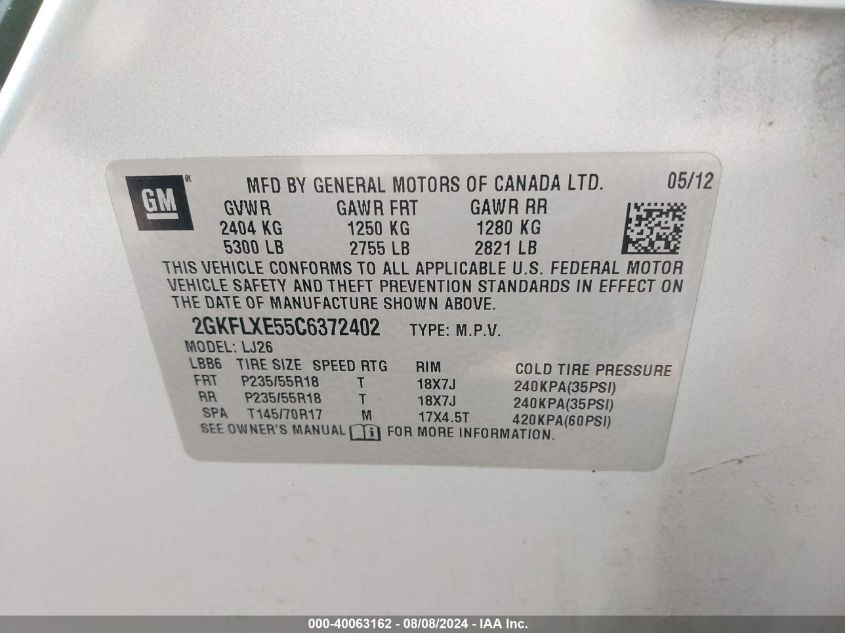 GM®
MFD BY GENERAL MOTORS OF CANADA LTD. 05/12
GVWR GAWR FRT GAWR RR
2404 KG 1250 KG 1280 KG
5300 LB 2755 LB 2821 LB
THIS VEHICLE CONFORMS TO ALL APPLICABLE U.S. FEDERAL MOTOR
VEHICLE SAFETY AND THEFT PREVENTION STANDARDS IN EFFECT ON
THE DATE OF MANUFACTURE SHOWN ABOVE.
2GKFLXE55C6372402 TYPE: M.P.V.
MODEL: LJ26
LBB6 TIRE SIZE SPEED RTG RIM COLD TIRE PRESSURE
FRT P235/55R18 T 18X7J 240KPA(35PSI)
RR P235/55R18 T 18X7J 240KPA(35PSI)
SPA T145/70R17 M 17X4.5T 420KPA(60PSI)
SEE OWNER'S MANUAL FOR MORE INFORMATION.
000-40063162 - 08/08/2024 - IAA Inc.